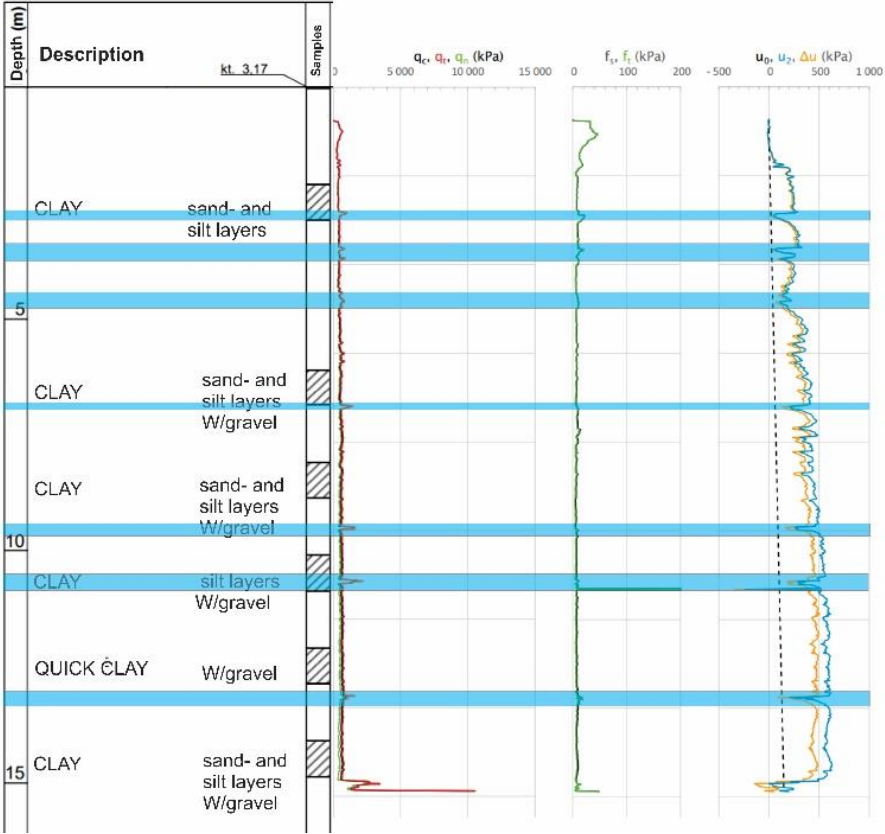 Depth (m)
Description
kt. 3,17
Samples
qc, qt, qn (kPa)
fs, ft (kPa)
u0, u2, Δu (kPa)
0 5 000 10 000 15 000
0 100 200
-500 0 500 1 000
CLAY sand- and
silt layers
5
CLAY sand- and
silt layers
W/gravel
CLAY sand- and
silt layers
W/gravel
10
CLAY silt layers
W/gravel
QUICK CLAY W/gravel
CLAY sand- and
silt layers
W/gravel
15